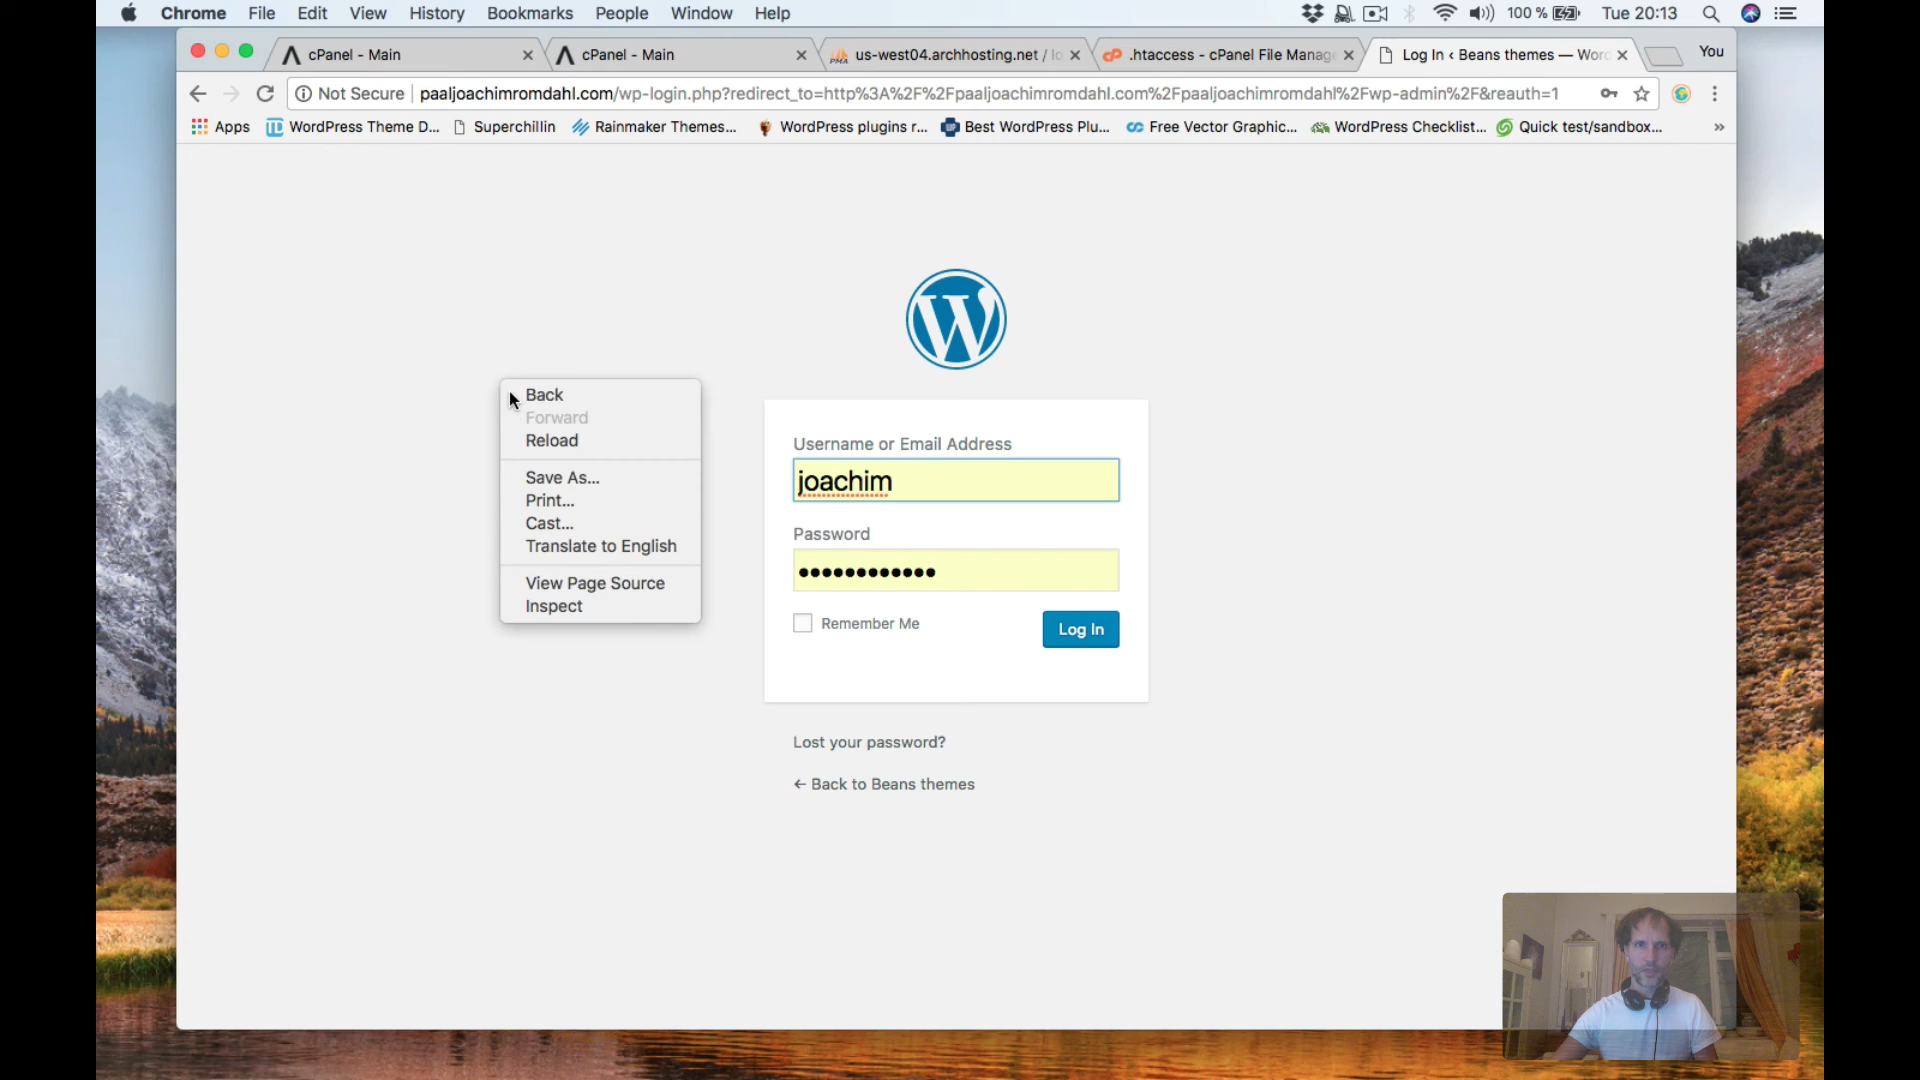 Chrome File Edit View History Bookmarks People Window Help 100 % Tue 20:13
cPanel - Main
cPanel - Main
us-west04.archhosting.net / lo
.htaccess - cPanel File Manage
Log In ‹ Beans themes — Word
You
Not Secure | paaljoachimromdahl.com/wp-login.php?redirect_to=http%3A%2F%2Fpaaljoachimromdahl.com%2Fpaaljoachimromdahl%2Fwp-admin%2F&reauth=1
Apps WordPress Theme D... Superchillin Rainmaker Themes... WordPress plugins r... Best WordPress Plu... Free Vector Graphic... WordPress Checklist... Quick test/sandbox... »
Back
Forward
Reload
Save As...
Print...
Cast...
Translate to English
View Page Source
Inspect
Username or Email Address
joachim
Password
••••••••••••
Remember Me
Log In
Lost your password?
← Back to Beans themes